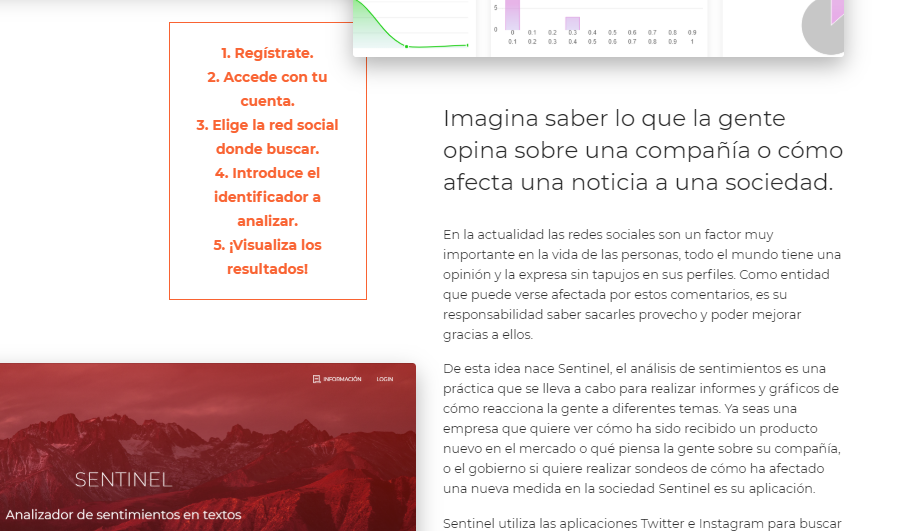 5
0
0 0.1 0.2 0.3 0.4 0.5 0.6 0.7 0.8 0.9
0.1 0.2 0.3 0.4 0.5 0.6 0.7 0.8 0.9 1
1. Regístrate.
2. Accede con tu
cuenta.
3. Elige la red social
donde buscar.
4. Introduce el
identificador a
analizar.
5. ¡Visualiza los
resultados!
Imagina saber lo que la gente
opina sobre una compañía o cómo
afecta una noticia a una sociedad.
En la actualidad las redes sociales son un factor muy
importante en la vida de las personas, todo el mundo tiene una
opinión y la expresa sin tapujos en sus perfiles. Como entidad
que puede verse afectada por estos comentarios, es su
responsabilidad saber sacarles provecho y poder mejorar
gracias a ellos.
De esta idea nace Sentinel, el análisis de sentimientos es una
práctica que se lleva a cabo para realizar informes y gráficos de
cómo reacciona la gente a diferentes temas. Ya seas una
empresa que quiere ver cómo ha sido recibido un producto
nuevo en el mercado o qué piensa la gente sobre su compañía,
o el gobierno si quiere realizar sondeos de cómo ha afectado
una nueva medida en la sociedad Sentinel es su aplicación.
Sentinel utiliza las aplicaciones Twitter e Instagram para buscar
INFORMACIÓN LOGIN
SENTINEL
Analizador de sentimientos en textos